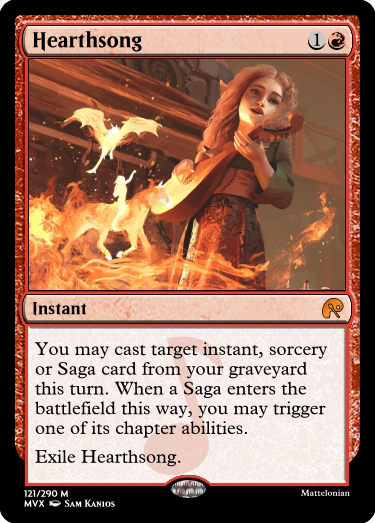 Hearthsong 1
Instant
You may cast target instant, sorcery
or Saga card from your graveyard
this turn. When a Saga enters the
battlefield this way, you may trigger
one of its chapter abilities.
Exile Hearthsong.
121/290 M
Mattelonian
MVX SAM KANIOS